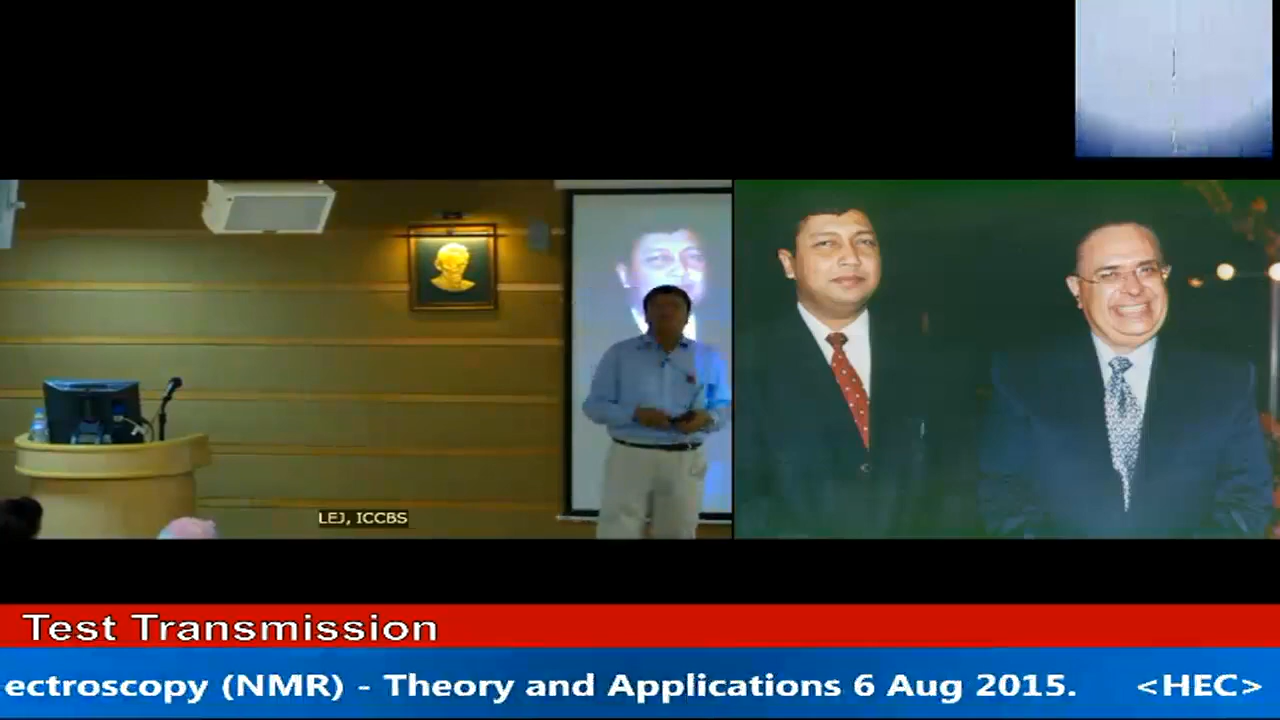 LEJ, ICCBS
Test Transmission
ectroscopy (NMR) - Theory and Applications 6 Aug 2015. <HEC>